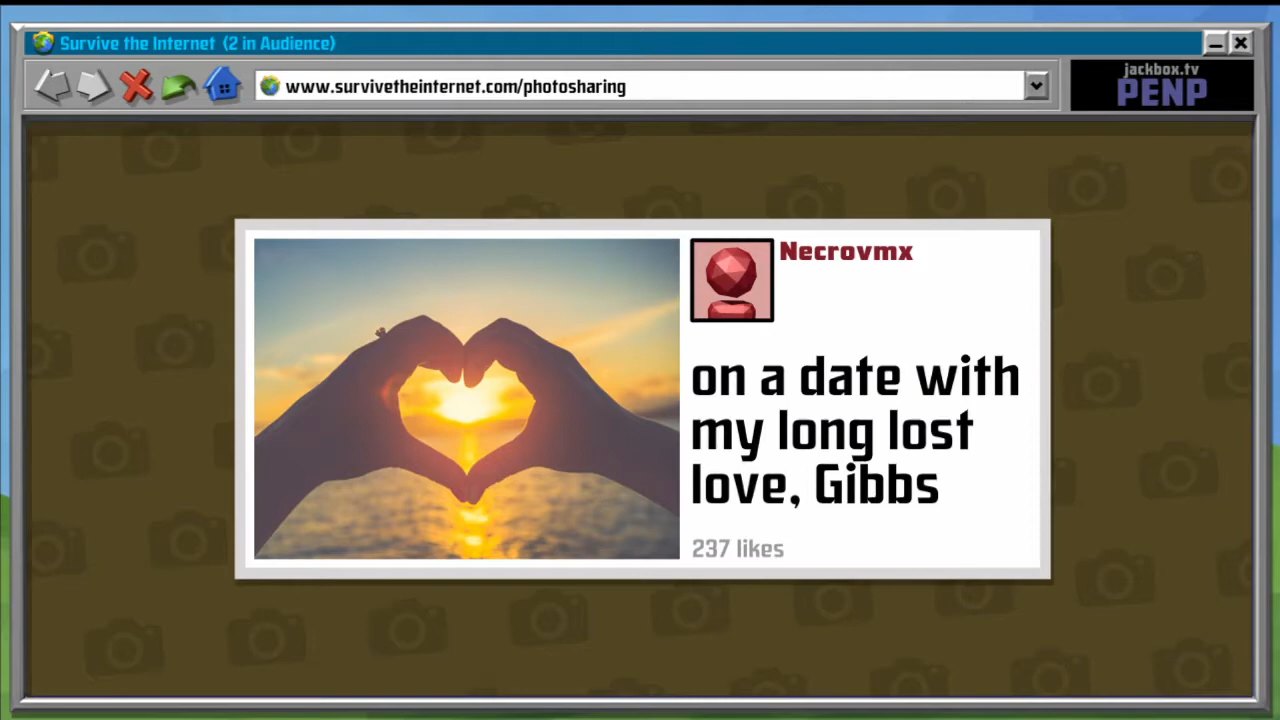 Survive the Internet (2 in Audience)
www.survivetheinternet.com/photosharing
jackbox.tv
PENP
Necrovmx
on a date with
my long lost
love, Gibbs
237 likes